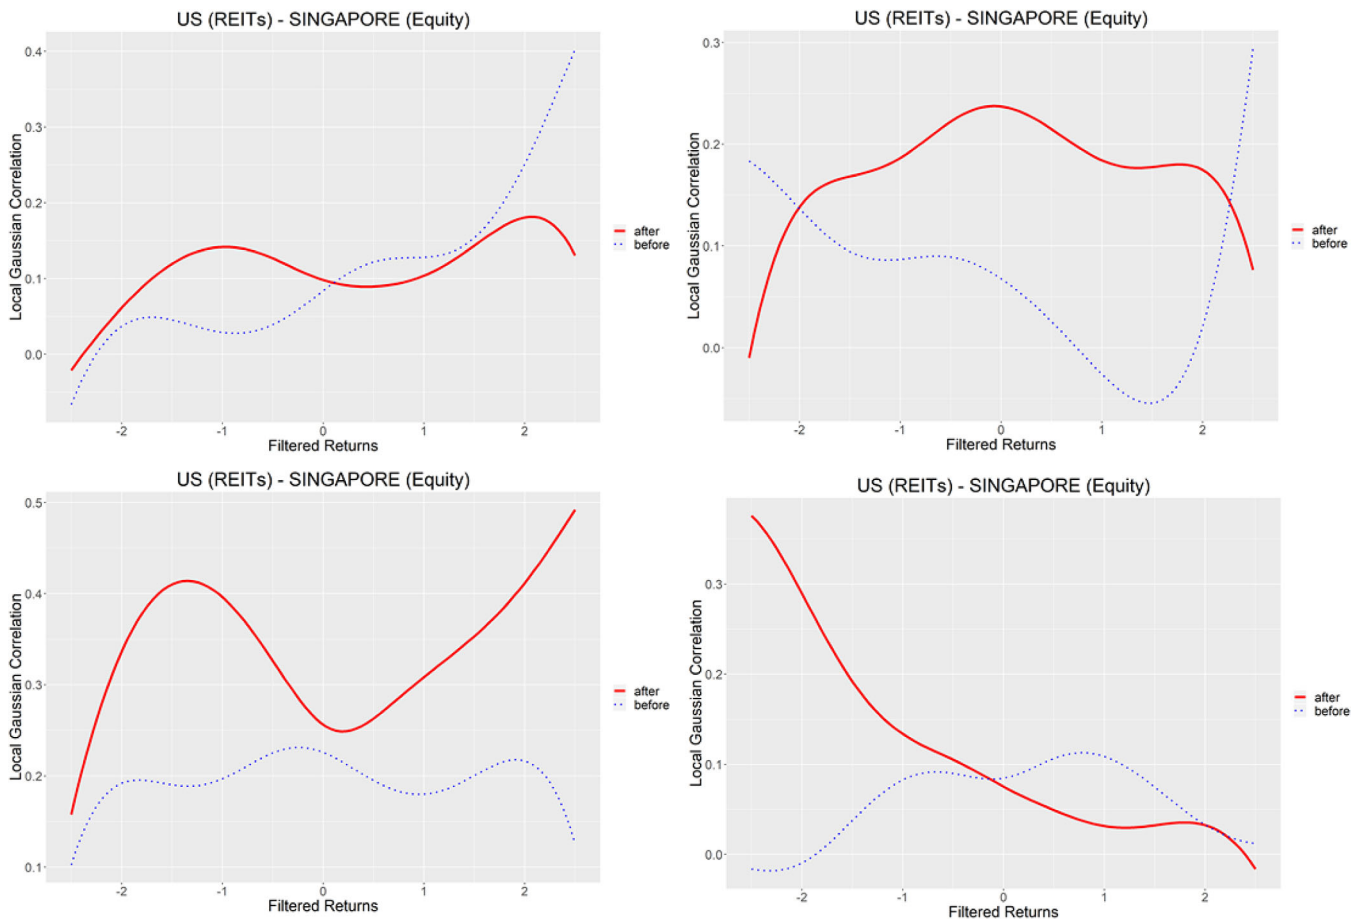 US (REITs) - SINGAPORE (Equity)
0.4
0.3
0.2
0.1
0.0
Local Gaussian Correlation
-2 -1 0 1 2
Filtered Returns
after
before
US (REITs) - SINGAPORE (Equity)
0.3
0.2
0.1
0.0
Local Gaussian Correlation
-2 -1 0 1 2
Filtered Returns
after
before
US (REITs) - SINGAPORE (Equity)
0.5
0.4
0.3
0.2
0.1
Local Gaussian Correlation
-2 -1 0 1 2
Filtered Returns
after
before
US (REITs) - SINGAPORE (Equity)
0.3
0.2
0.1
0.0
Local Gaussian Correlation
-2 -1 0 1 2
Filtered Returns
after
before